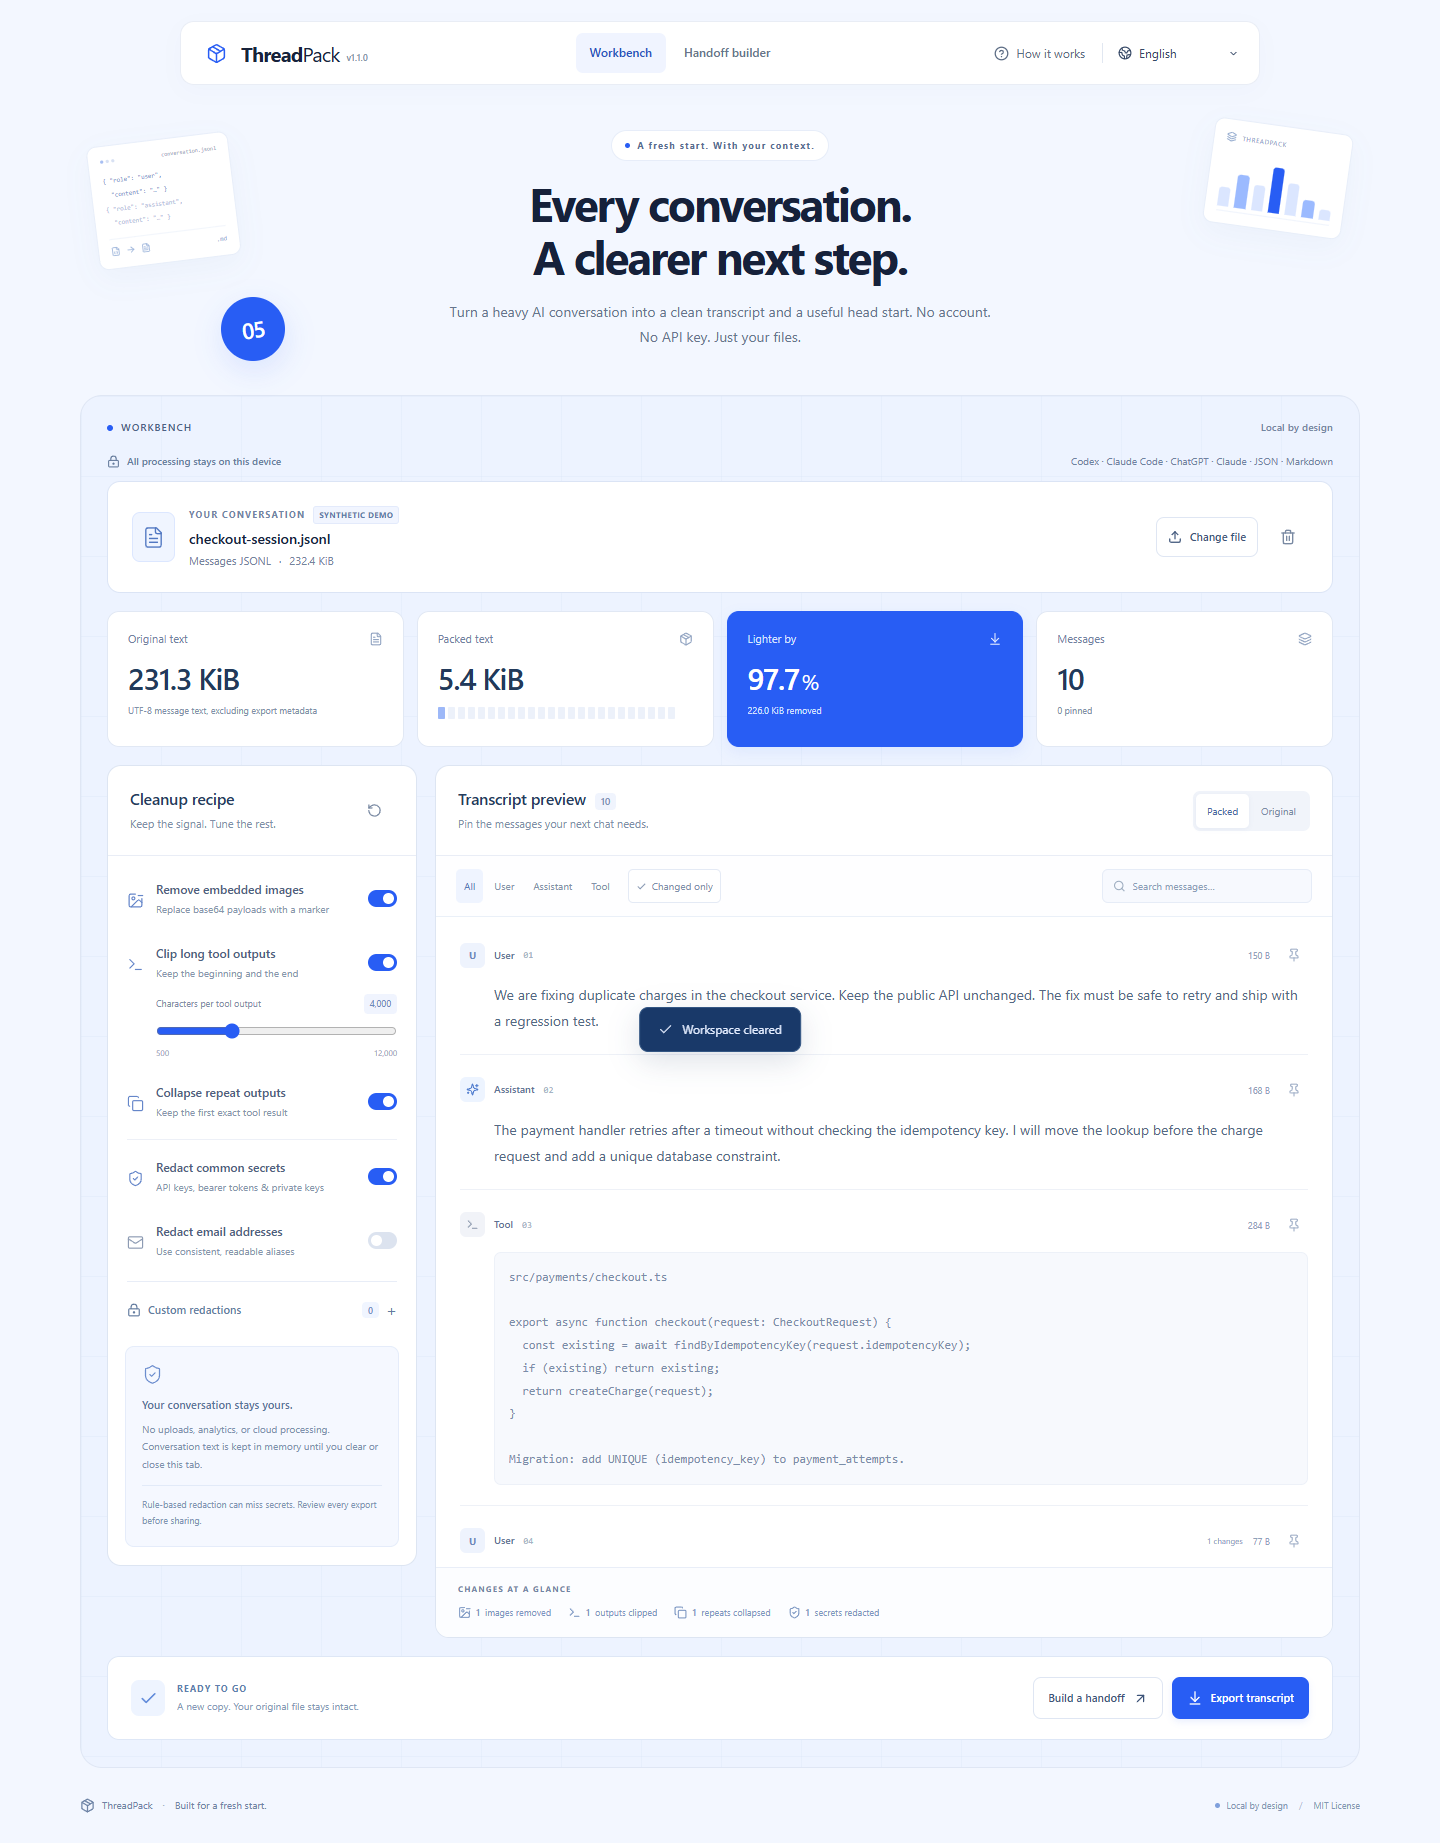 ThreadPack v1.1.0
Workbench
Handoff builder
How it works
English
conversation.jsonl
{ "role": "user",
"content": "…" }
{ "role": "assistant",
"content": "…" }
.md
THREADPACK
A fresh start. With your context.
Every conversation.
A clearer next step.
05
Turn a heavy AI conversation into a clean transcript and a useful head start. No account.
No API key. Just your files.
WORKBENCH
Local by design
All processing stays on this device
Codex · Claude Code · ChatGPT · Claude · JSON · Markdown
YOUR CONVERSATION SYNTHETIC DEMO
checkout-session.jsonl
Messages JSONL · 232.4 KiB
Change file
Original text
231.3 KiB
UTF-8 message text, excluding export metadata
Packed text
5.4 KiB
Lighter by
97.7%
226.0 KiB removed
Messages
10
0 pinned
Cleanup recipe
Keep the signal. Tune the rest.
Remove embedded images
Replace base64 payloads with a marker
Clip long tool outputs
Keep the beginning and the end
Characters per tool output 4,000
500 12,000
Collapse repeat outputs
Keep the first exact tool result
Redact common secrets
API keys, bearer tokens & private keys
Redact email addresses
Use consistent, readable aliases
Custom redactions 0 +
Your conversation stays yours.
No uploads, analytics, or cloud processing.
Conversation text is kept in memory until you clear or
close this tab.
Rule-based redaction can miss secrets. Review every export
before sharing.
Transcript preview 10
Pin the messages your next chat needs.
Packed Original
All User Assistant Tool Changed only
Search messages...
U User 01 150 B
We are fixing duplicate charges in the checkout service. Keep the public API unchanged. The fix must be safe to retry and ship with
a regression test.
Workspace cleared
Assistant 02 168 B
The payment handler retries after a timeout without checking the idempotency key. I will move the lookup before the charge
request and add a unique database constraint.
Tool 03 284 B
src/payments/checkout.ts
export async function checkout(request: CheckoutRequest) {
const existing = await findByIdempotencyKey(request.idempotencyKey);
if (existing) return existing;
return createCharge(request);
}
Migration: add UNIQUE (idempotency_key) to payment_attempts.
U User 04 1 changes 77 B
CHANGES AT A GLANCE
1 images removed 1 outputs clipped 1 repeats collapsed 1 secrets redacted
READY TO GO
A new copy. Your original file stays intact.
Build a handoff
Export transcript
ThreadPack · Built for a fresh start.
Local by design / MIT License